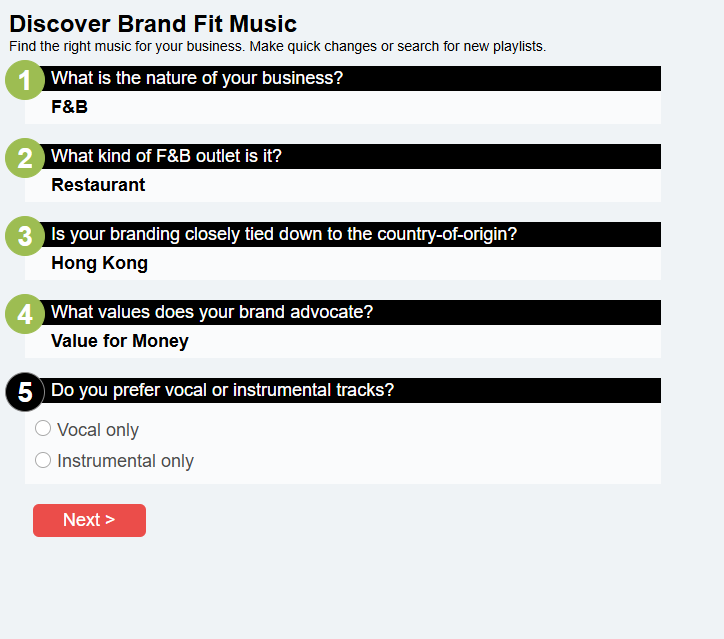 Discover Brand Fit Music
Find the right music for your business. Make quick changes or search for new playlists.
1 What is the nature of your business?
F&B
2 What kind of F&B outlet is it?
Restaurant
3 Is your branding closely tied down to the country-of-origin?
Hong Kong
4 What values does your brand advocate?
Value for Money
5 Do you prefer vocal or instrumental tracks?
Vocal only
Instrumental only
Next >